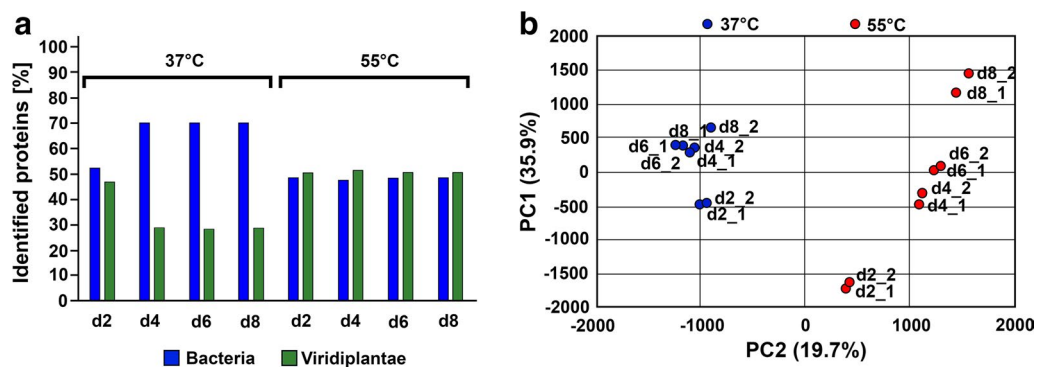 a
Identified proteins [%]
100
90
80
70
60
50
40
30
20
10
0
37°C
55°C
d2 d4 d6 d8 d2 d4 d6 d8
Bacteria Viridiplantae
b
37°C 55°C
PC1 (35.9%)
2000
1500
1000
500
0
-500
-1000
-1500
-2000
d8_2
d8_1
d8_1 d8_2
d6_1 d4_2
d6_2 d4_1
d6_2
d6_1
d4_2
d4_1
d2_2
d2_1
d2_2
d2_1
-2000 -1000 0 1000 2000
PC2 (19.7%)